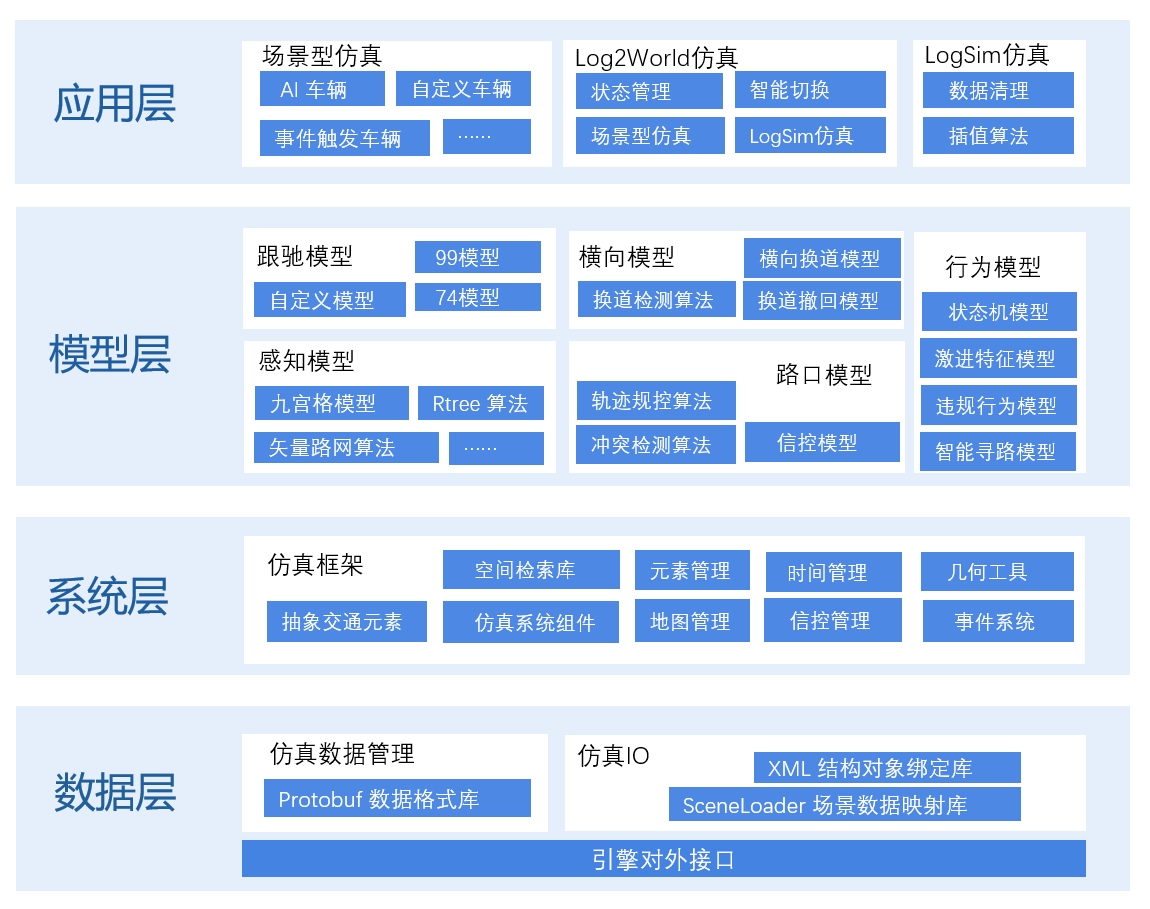 应用层
场景型仿真
AI 车辆
自定义车辆
事件触发车辆
······
Log2World仿真
状态管理
智能切换
场景型仿真
LogSim仿真
LogSim仿真
数据清理
插值算法
模型层
跟驰模型
99模型
自定义模型
74模型
横向模型
横向换道模型
换道检测算法
换道撤回模型
行为模型
状态机模型
激进特征模型
违规行为模型
智能寻路模型
感知模型
九宫格模型
Rtree 算法
矢量路网算法
······
路口模型
轨迹规控算法
冲突检测算法
信控模型
系统层
仿真框架
空间检索库
元素管理
时间管理
几何工具
抽象交通元素
仿真系统组件
地图管理
信控管理
事件系统
数据层
仿真数据管理
Protobuf 数据格式库
仿真IO
XML 结构对象绑定库
SceneLoader 场景数据映射库
引擎对外接口